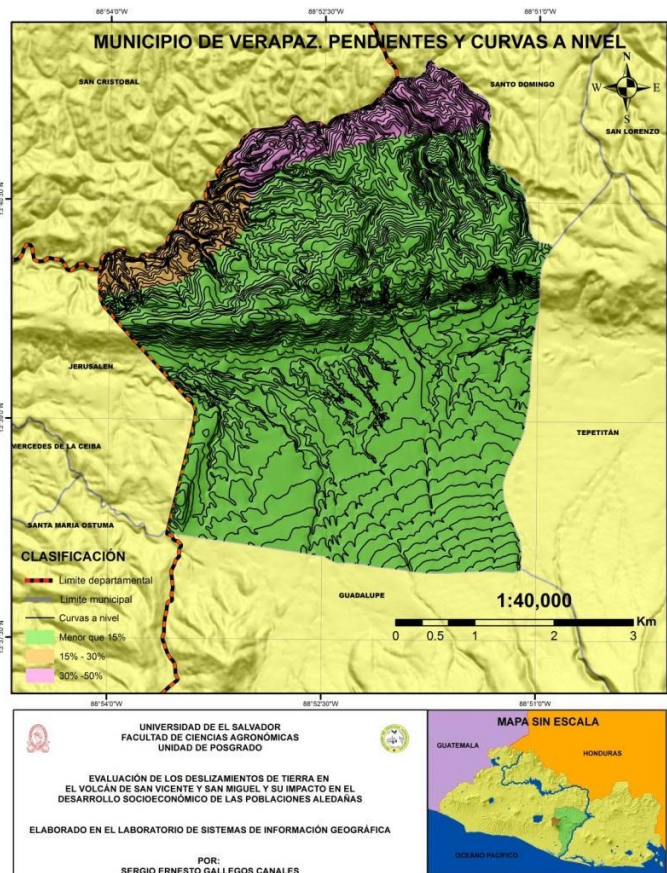 88°54'0"W 88°52'30"W 88°51'0"W
MUNICIPIO DE VERAPAZ. PENDIENTES Y CURVAS A NIVEL
SAN CRISTOBAL
SANTO DOMINGO
N
W E
S
SAN LORENZO
JERUSALEN
MERCEDES DE LA CEIBA
TEPETITÁN
SANTA MARIA OSTUMA
GUADALUPE
CLASIFICACIÓN
Limite departamental
Limite municipal
Curvas a nivel
Menor que 15%
15% - 30%
30% -50%
1:40,000
Km
0 0.5 1 2 3
88°54'0"W 88°52'30"W 88°51'0"W
UNIVERSIDAD DE EL SALVADOR
FACULTAD DE CIENCIAS AGRONÓMICAS
UNIDAD DE POSGRADO
EVALUACIÓN DE LOS DESLIZAMIENTOS DE TIERRA EN
EL VOLCÁN DE SAN VICENTE Y SAN MIGUEL Y SU IMPACTO EN EL
DESARROLLO SOCIOECONÓMICO DE LAS POBLACIONES ALEDAÑAS
ELABORADO EN EL LABORATORIO DE SISTEMAS DE INFORMACIÓN GEOGRÁFICA
POR:
SERGIO ERNESTO GALLEGOS CANALES
MAPA SIN ESCALA
GUATEMALA
HONDURAS
OCEÁNO PACÍFICO